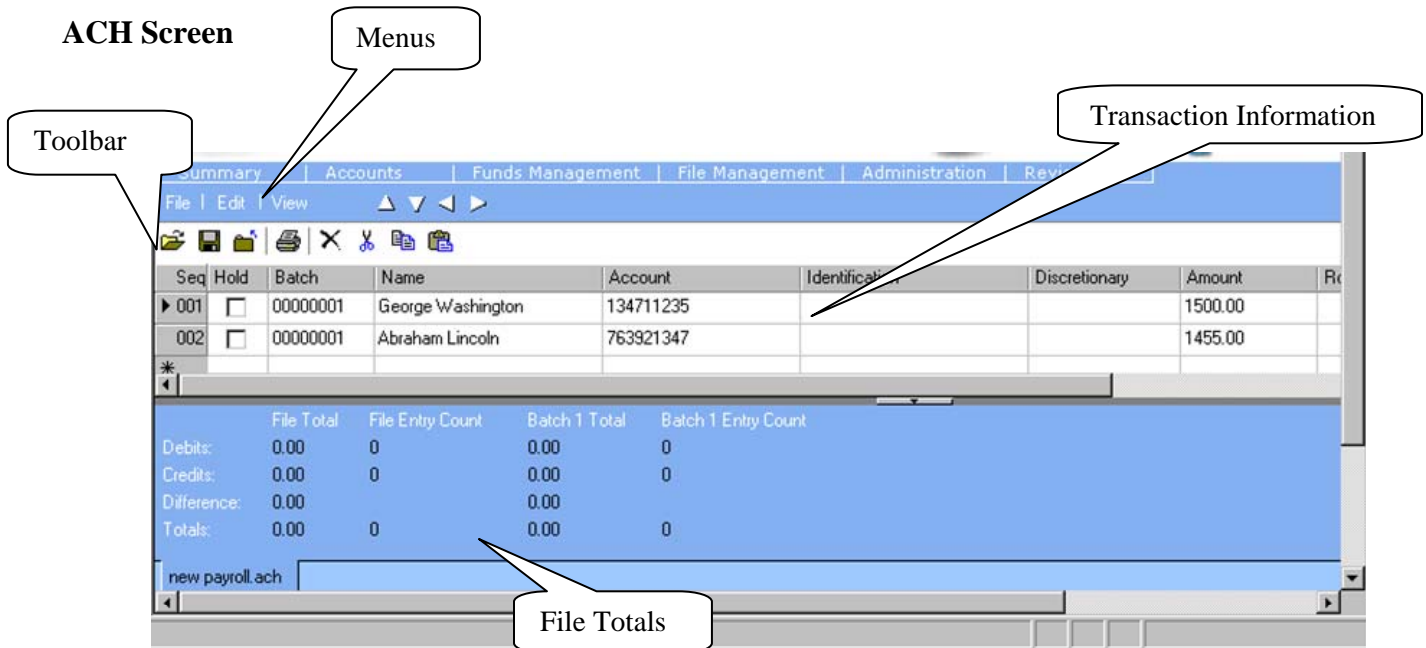 ACH Screen
Menus
Toolbar
Transaction Information
Summary | Accounts | Funds Management | File Management | Administration |
File | Edit | View
Seq Hold Batch Name Account Identification Discretionary Amount
001 00000001 George Washington 134711235 1500.00
002 00000001 Abraham Lincoln 763921347 1455.00
*
File Total File Entry Count Batch 1 Total Batch 1 Entry Count
Debits: 0.00 0 0.00 0
Credits: 0.00 0 0.00 0
Difference: 0.00 0.00
Totals: 0.00 0 0.00 0
new payroll.ach
File Totals